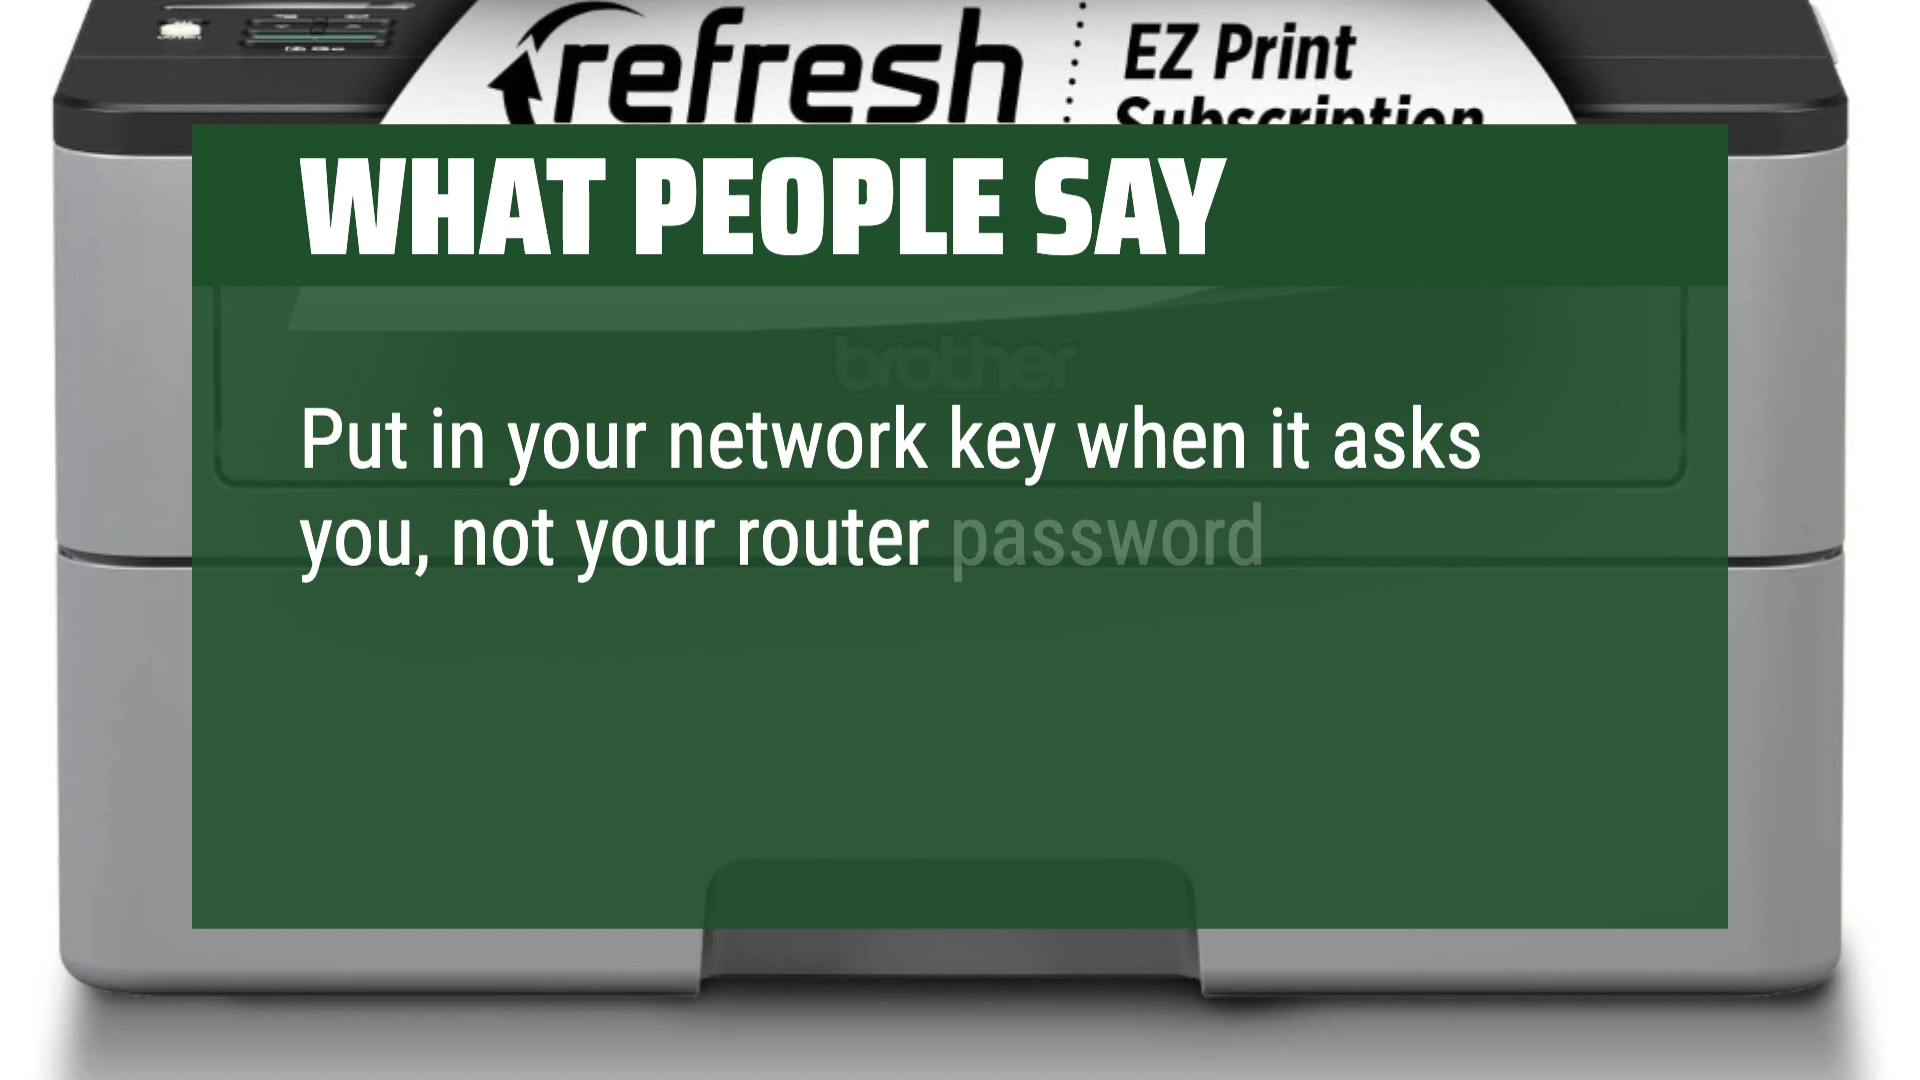 refresh
EZ Print
Subscription
WHAT PEOPLE SAY
brother
Put in your network key when it asks
you, not your router password